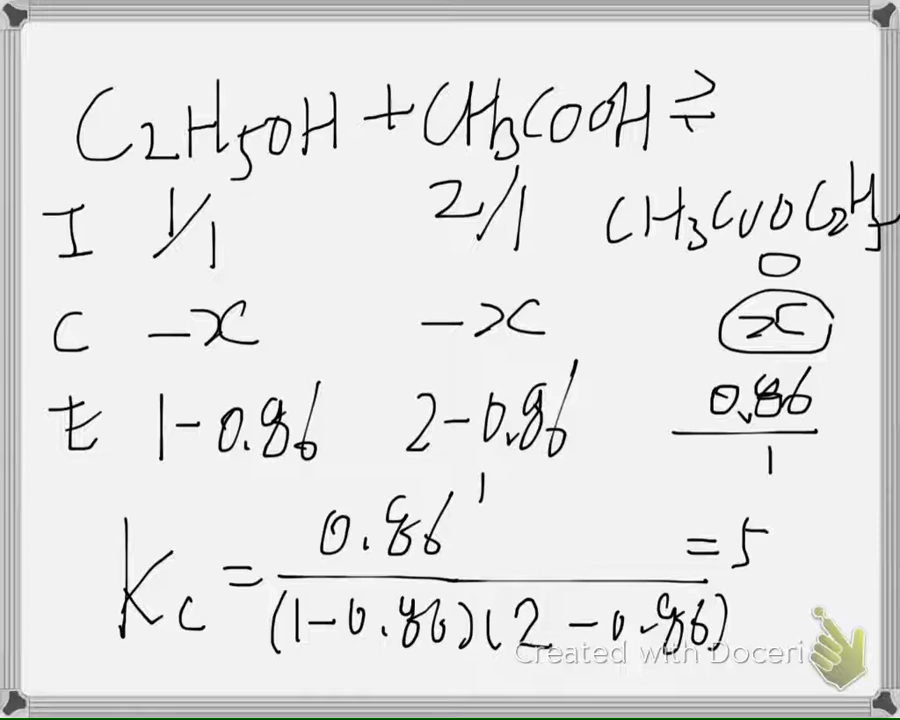 C2H5OH + CH3COOH ⇌
CH3COOC2H5
I 1/1 2/1 0
C -x -x x
E 1-0.86 2-0.86 0.86/1
Kc = 0.86^1/(1-0.86)(2-0.86) = 5
Created with Doceri